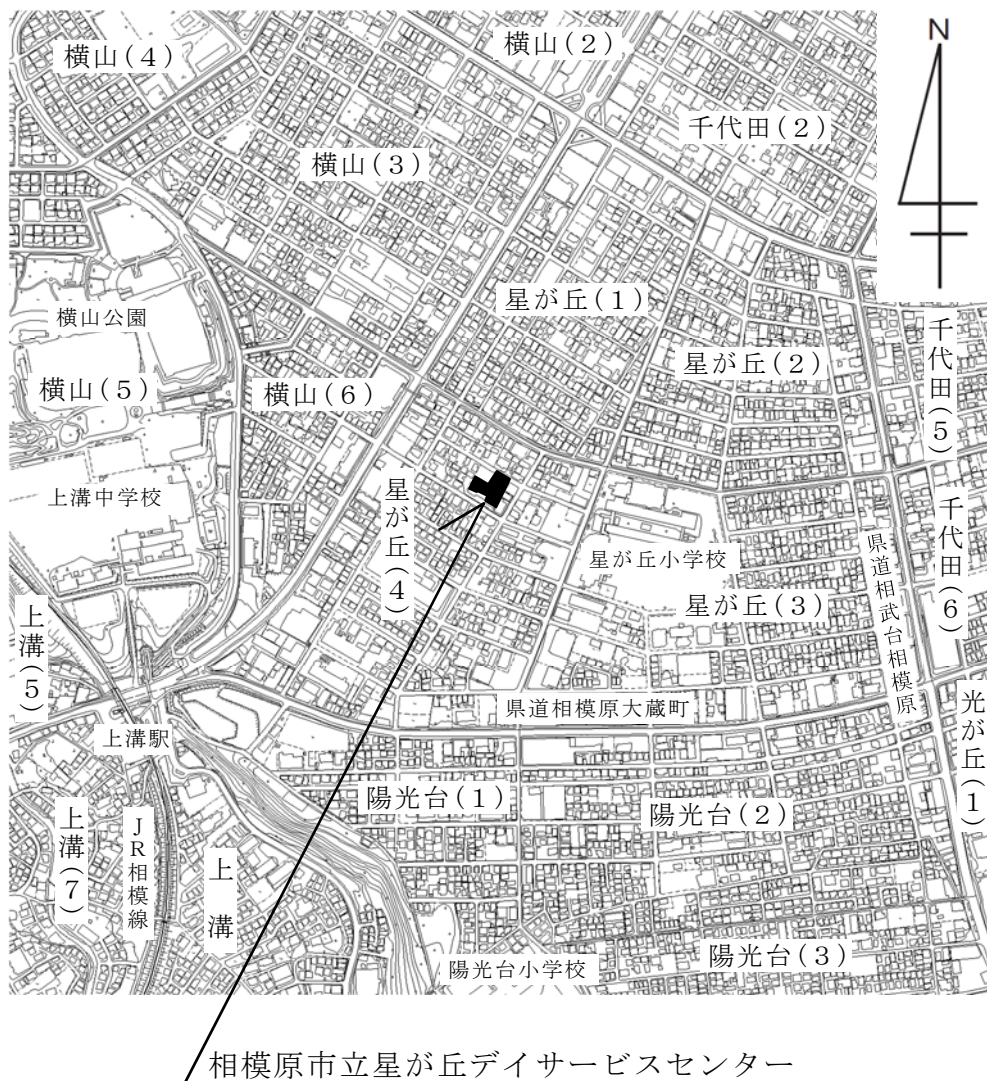 横山(4)
横山(2)
N
千代田(2)
横山(3)
星が丘(1)
横山公園
千代田(5)
星が丘(2)
横山(5)
横山(6)
上溝中学校
星が丘(4)
千代田(6)
県道相武台相模原
星が丘小学校
星が丘(3)
上溝(5)
県道相模原大蔵町
光が丘(1)
上溝駅
陽光台(1)
陽光台(2)
上溝(7)
JR相模線
上溝
陽光台(3)
陽光台小学校
相模原市立星が丘デイサービスセンター